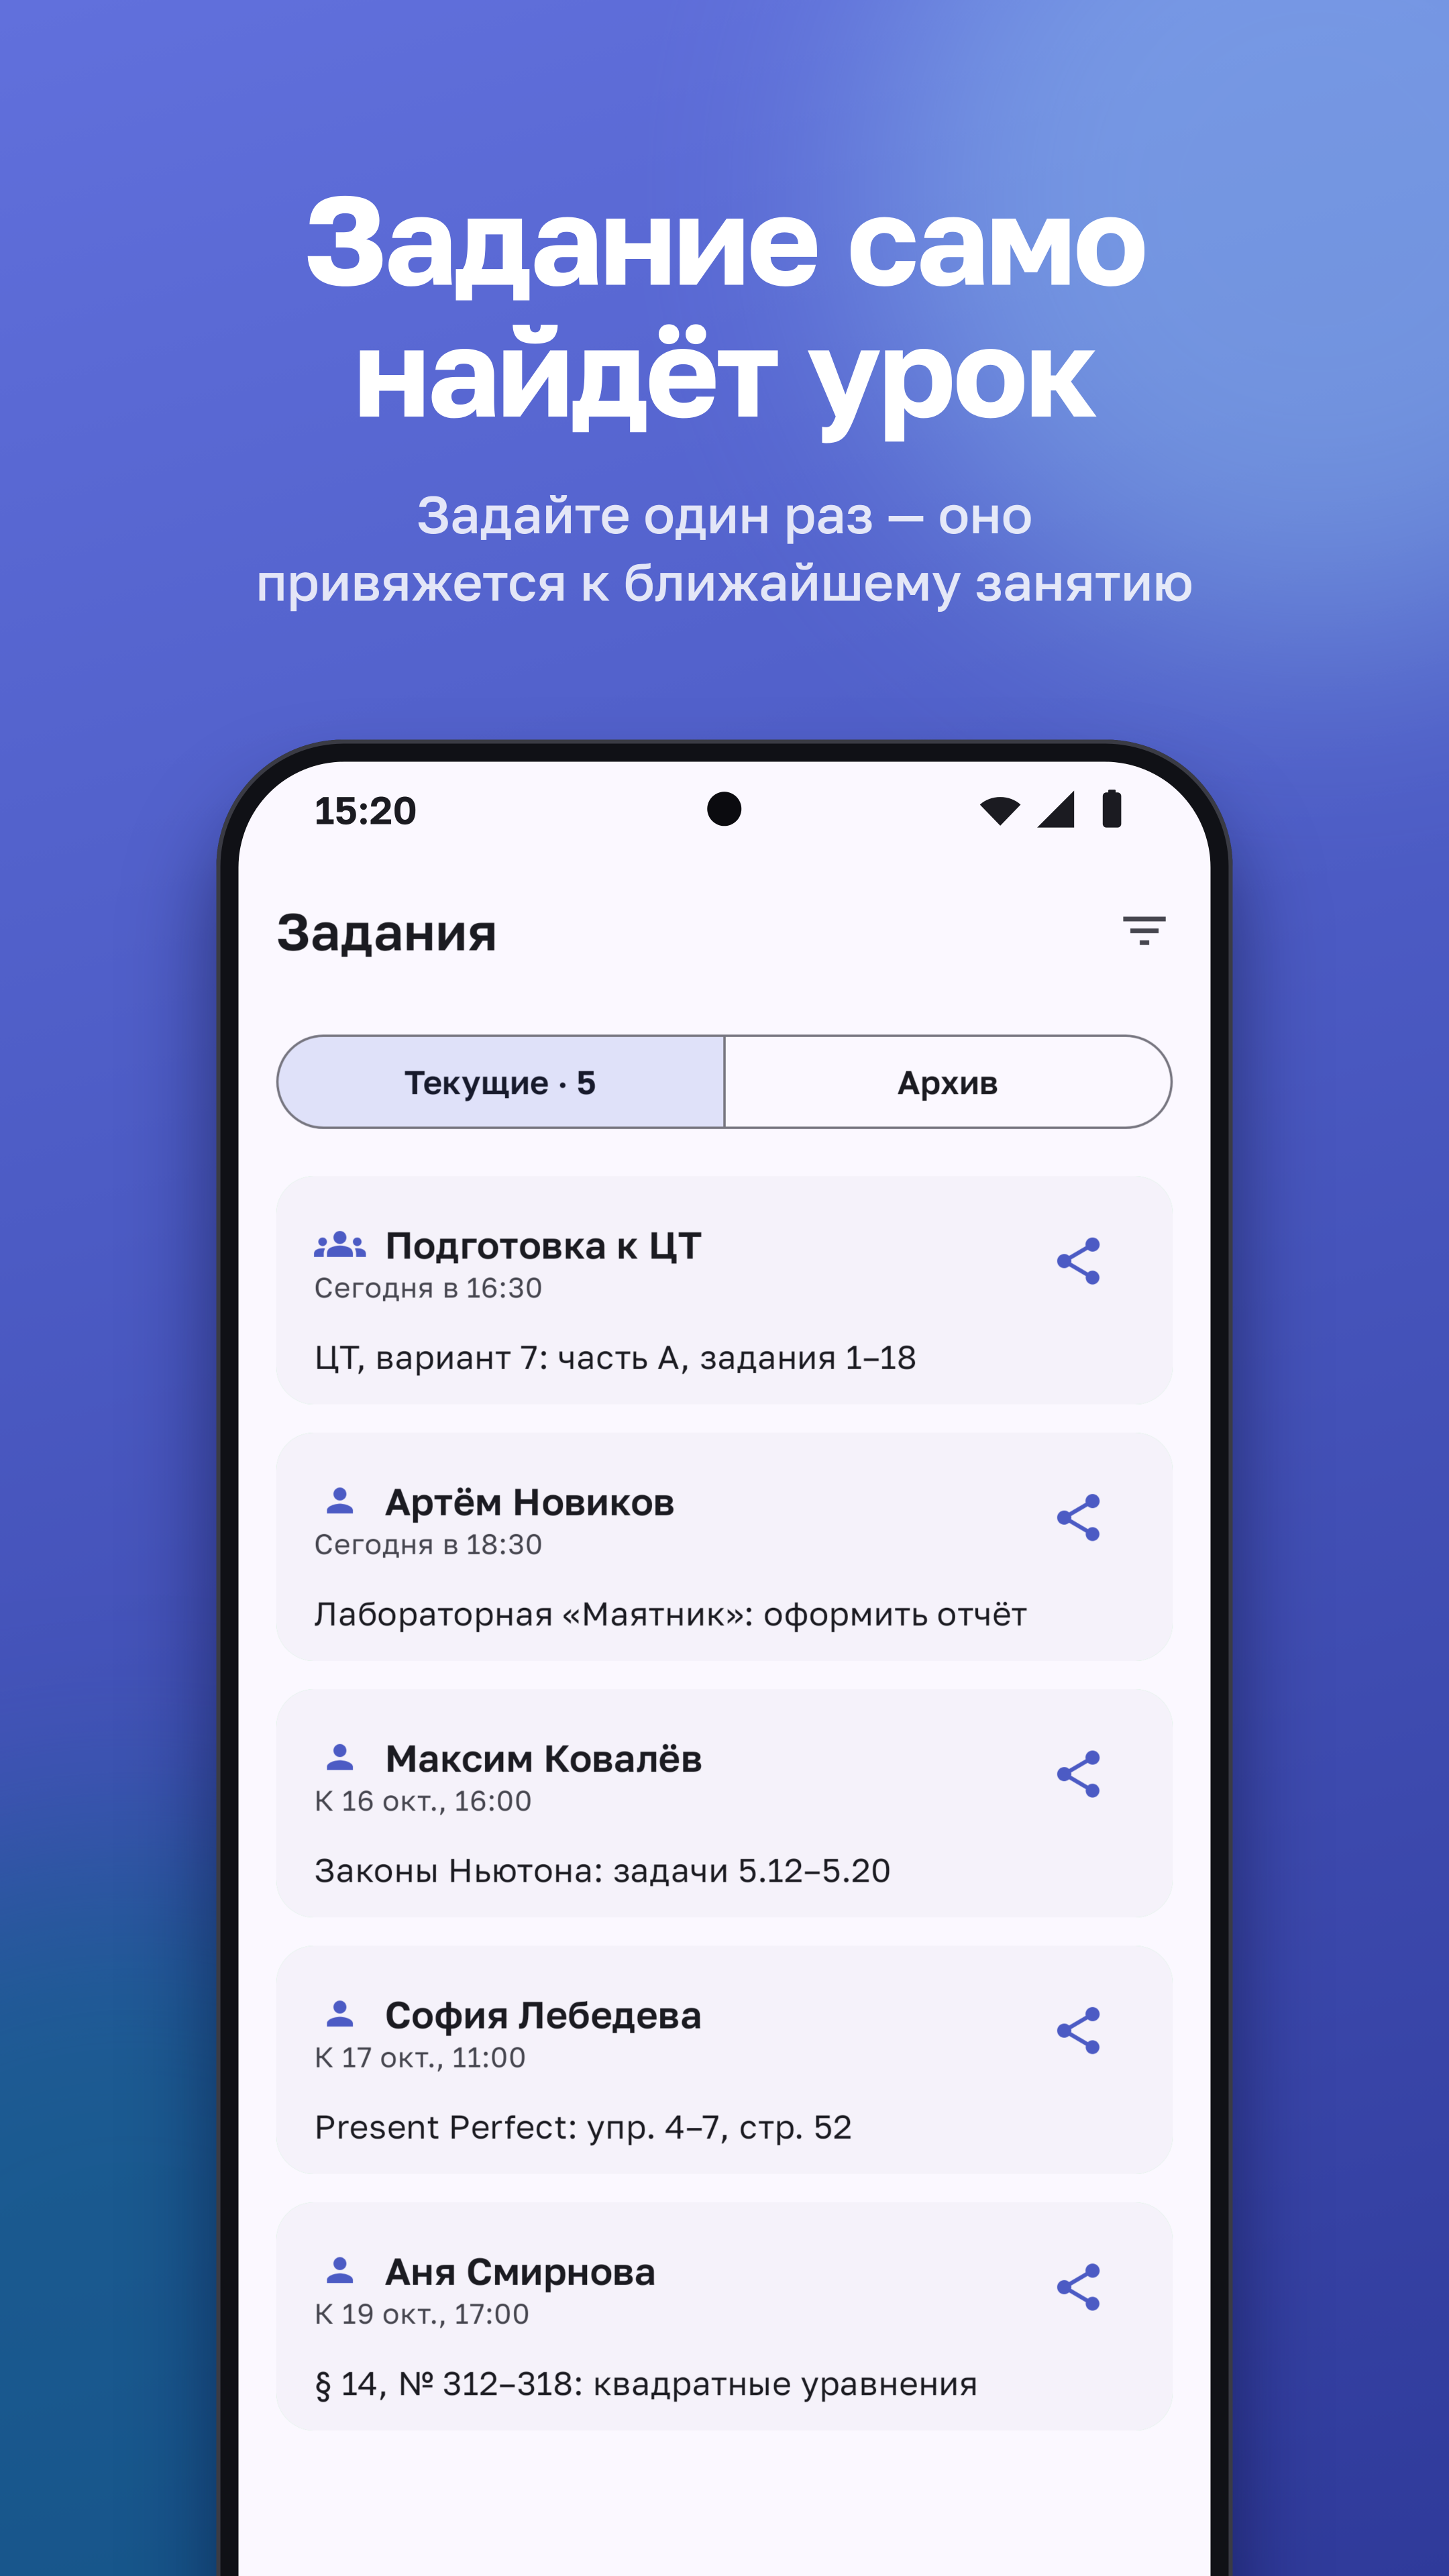 Задание само
найдёт урок
Задайте один раз — оно
привяжется к ближайшему занятию
15:20
Задания
Текущие · 5
Архив
Подготовка к ЦТ
Сегодня в 16:30
ЦТ, вариант 7: часть А, задания 1–18
Артём Новиков
Сегодня в 18:30
Лабораторная «Маятник»: оформить отчёт
Максим Ковалёв
К 16 окт., 16:00
Законы Ньютона: задачи 5.12–5.20
София Лебедева
К 17 окт., 11:00
Present Perfect: упр. 4–7, стр. 52
Аня Смирнова
К 19 окт., 17:00
§ 14, № 312–318: квадратные уравнения